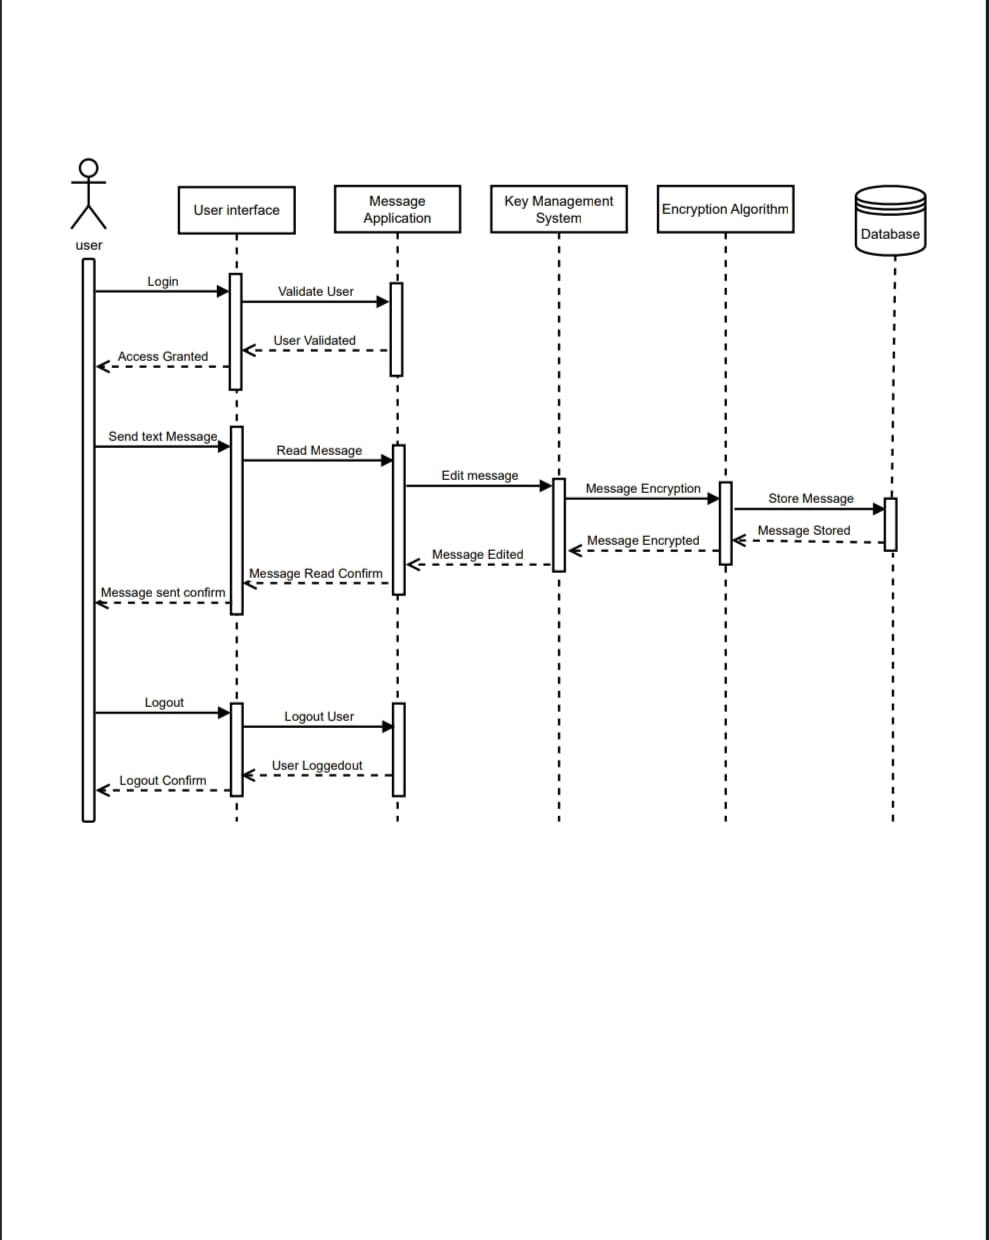 user
User interface
Message
Application
Key Management
System
Encryption Algorithm
Database
Login
Validate User
User Validated
Access Granted
Send text Message
Read Message
Edit message
Message Encryption
Store Message
Message Stored
Message Encrypted
Message Edited
Message Read Confirm
Message sent confirm
Logout
Logout User
User Loggedout
Logout Confirm